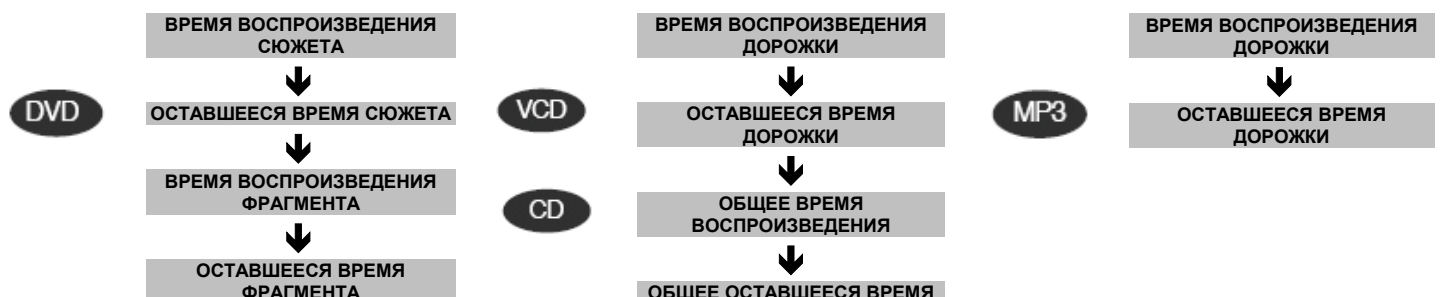 DVD
ВРЕМЯ ВОСПРОИЗВЕДЕНИЯ
СЮЖЕТА
ОСТАВШЕЕСЯ ВРЕМЯ СЮЖЕТА
ВРЕМЯ ВОСПРОИЗВЕДЕНИЯ
ФРАГМЕНТА
ОСТАВШЕЕСЯ ВРЕМЯ
ФРАГМЕНТА
VCD
CD
ВРЕМЯ ВОСПРОИЗВЕДЕНИЯ
ДОРОЖКИ
ОСТАВШЕЕСЯ ВРЕМЯ
ДОРОЖКИ
ОБЩЕЕ ВРЕМЯ
ВОСПРОИЗВЕДЕНИЯ
ОБЩЕЕ ОСТАВШЕЕСЯ ВРЕМЯ
MP3
ВРЕМЯ ВОСПРОИЗВЕДЕНИЯ
ДОРОЖКИ
ОСТАВШЕЕСЯ ВРЕМЯ
ДОРОЖКИ